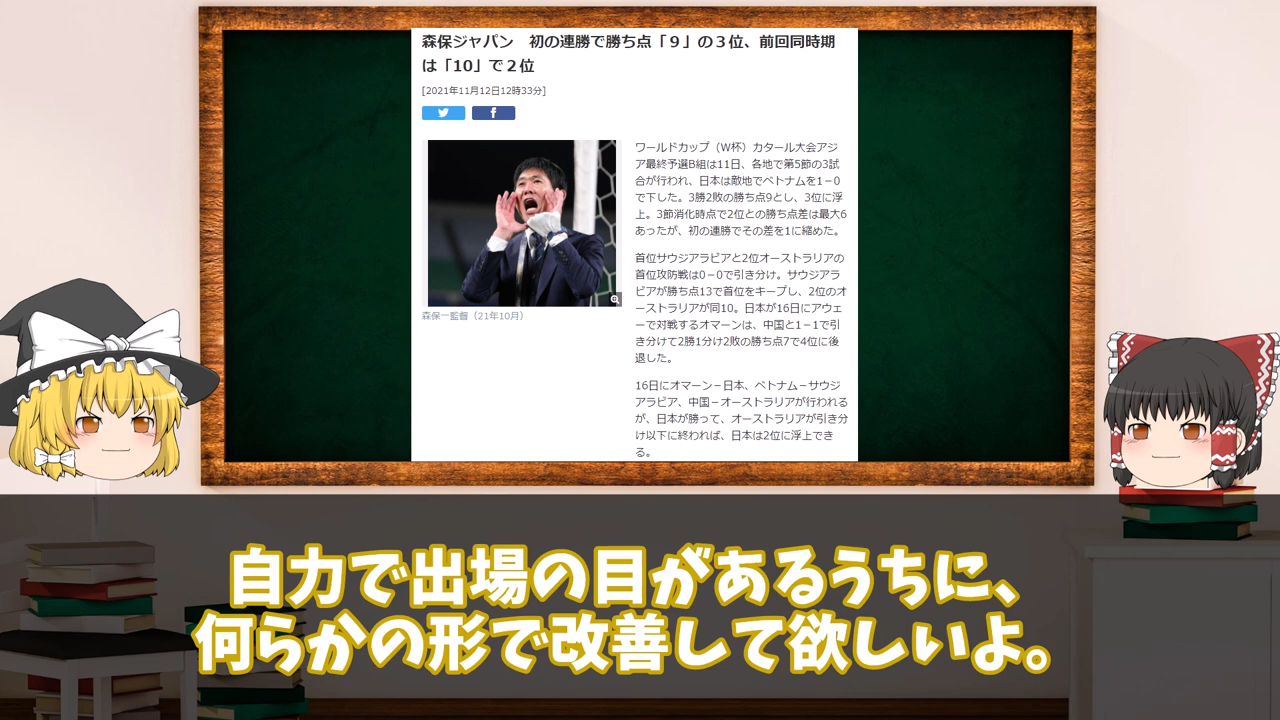 森保ジャパン　初の連勝で勝ち点「９」の３位、前回同時期
は「10」で２位
[2021年11月12日12時33分]
森保一監督（21年10月）
ワールドカップ（W杯）カタール大会アジ
ア最終予選B組は11日、各地で第5節の3試
合が行われ、日本は敵地でベトナムを1－0
で下した。3勝2敗の勝ち点9とし、3位に浮
上。3節消化時点で2位との勝ち点差は最大6
あったが、初の連勝でその差を1に縮めた。
首位サウジアラビアと2位オーストラリアの
首位攻防戦は0－0で引き分け。サウジアラ
ビアが勝ち点13で首位をキープし、2位のオ
ーストラリアが同10。日本が16日にアウェ
ーで対戦するオマーンは、中国と1－1で引
き分けて2勝1分け2敗の勝ち点7で4位に後
退した。
16日にオマーン－日本、ベトナム－サウジ
アラビア、中国－オーストラリアが行われる
が、日本が勝って、オーストラリアが引き分
け以下に終われば、日本は2位に浮上でき
る。
自力で出場の目があるうちに、
何らかの形で改善して欲しいよ。